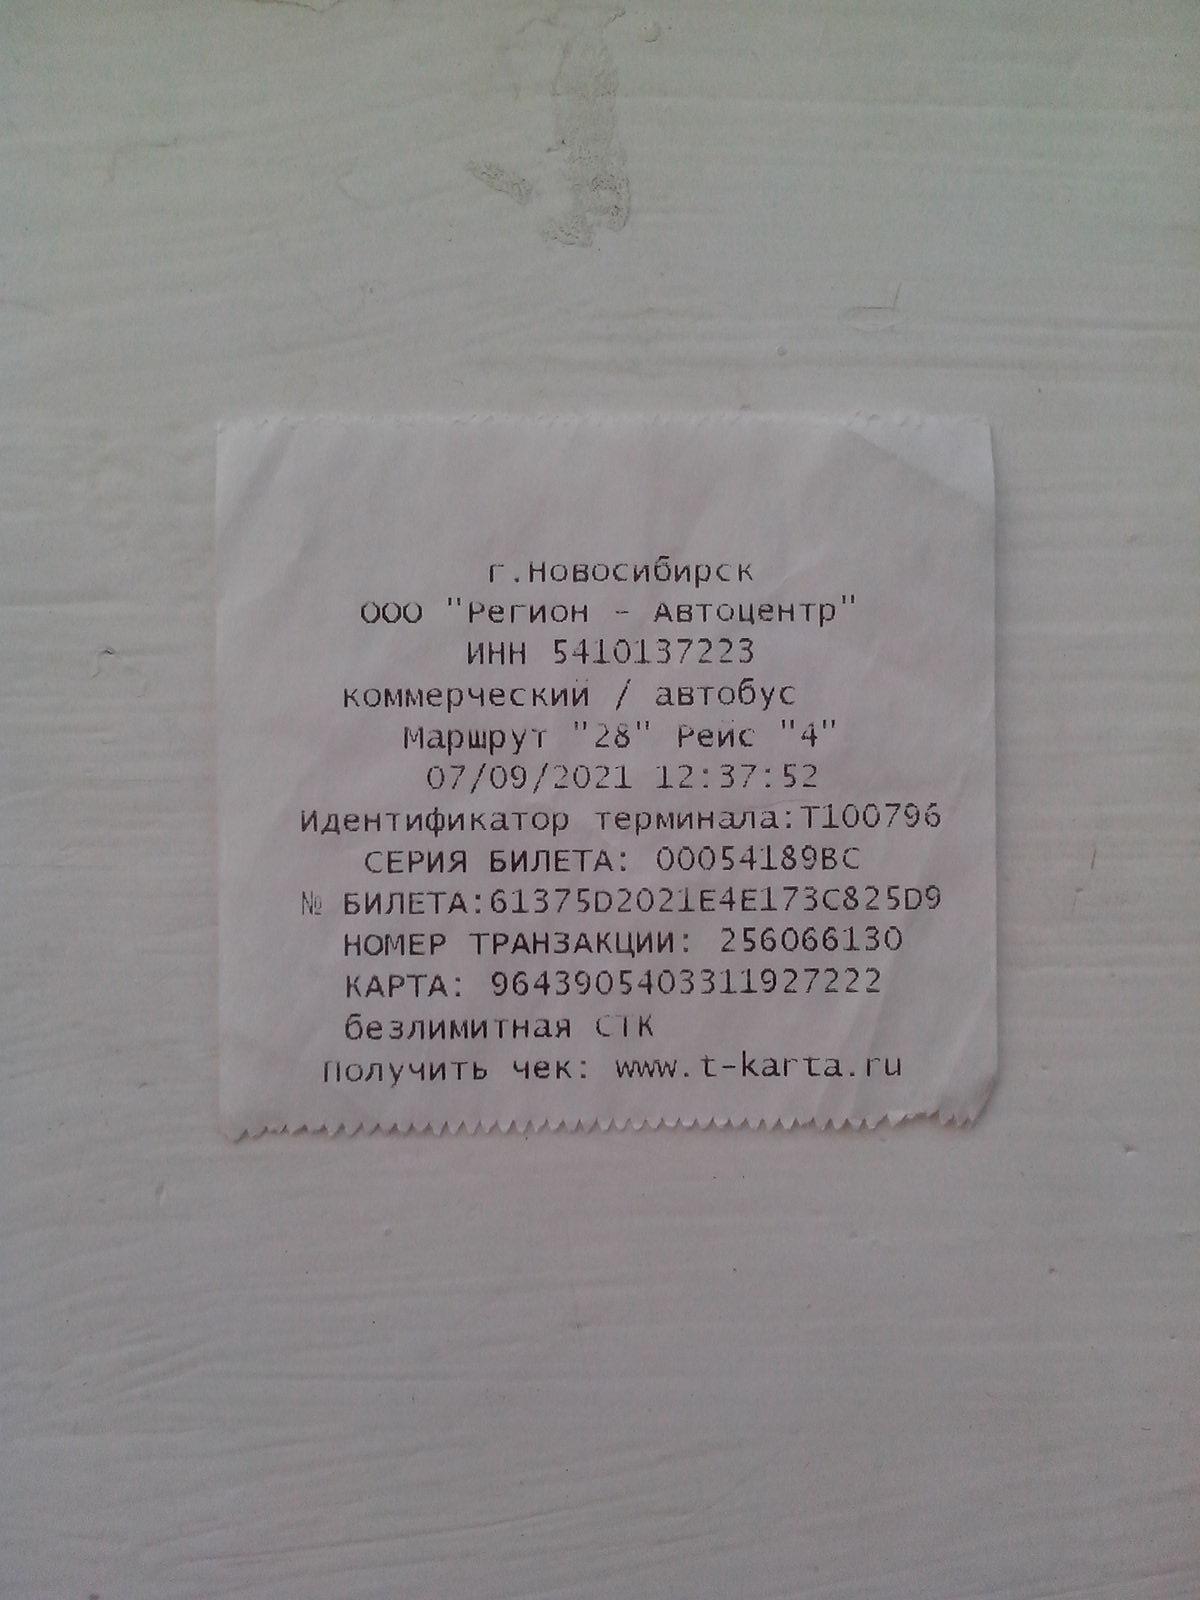 г.Новосибирск
ООО "Регион - Автоцентр"
ИНН 5410137223
коммерческий / автобус
Маршрут "28" Рейс "4"
07/09/2021 12:37:52
Идентификатор терминала:T100796
СЕРИЯ БИЛЕТА: 00054189BC
№ БИЛЕТА:61375D2021E4E173C825D9
НОМЕР ТРАНЗАКЦИИ: 256066130
КАРТА: 9643905403311927222
безлимитная СТК
Получить чек: www.t-karta.ru